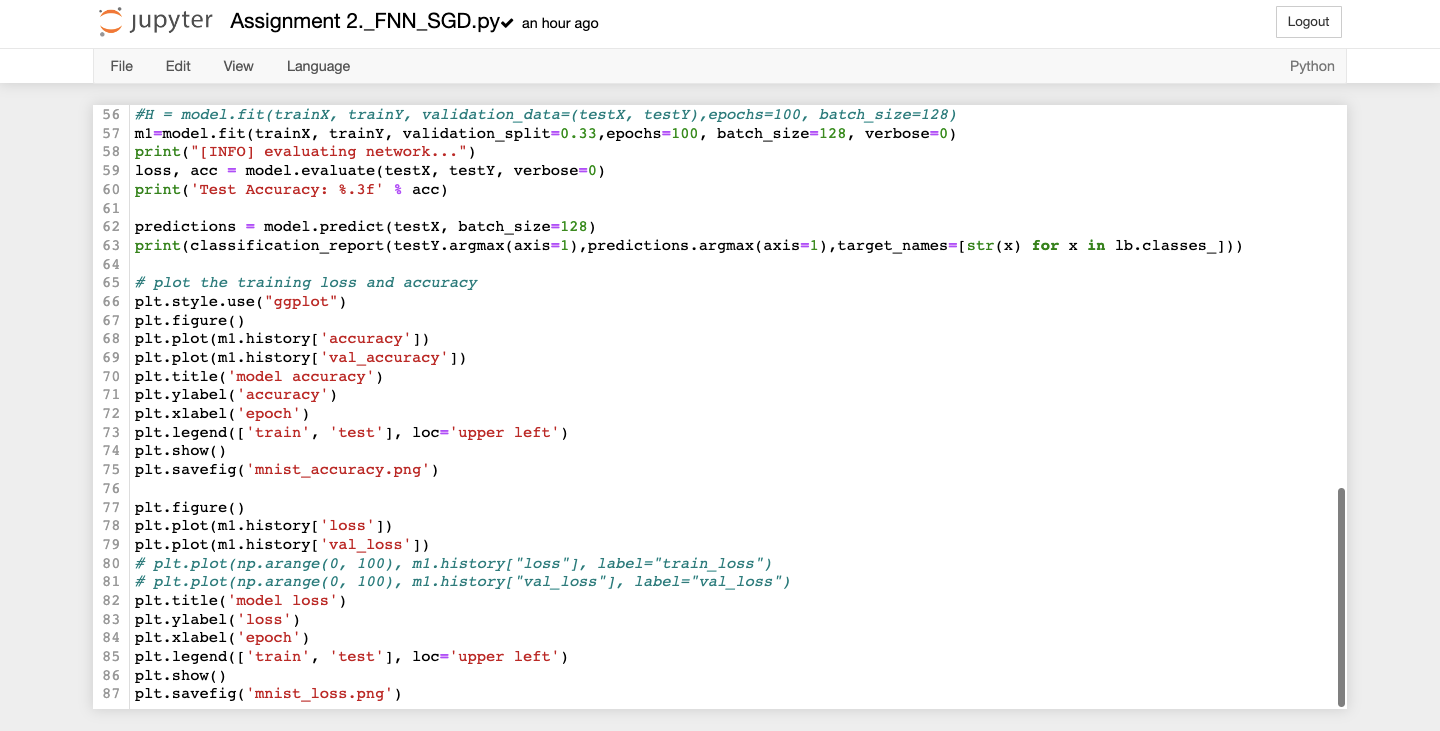 jupyter Assignment 2._FNN_SGD.py✔ an hour ago Logout
File Edit View Language Python
56 #H = model.fit(trainX, trainY, validation_data=(testX, testY),epochs=100, batch_size=128)
57 m1=model.fit(trainX, trainY, validation_split=0.33,epochs=100, batch_size=128, verbose=0)
58 print("[INFO] evaluating network...")
59 loss, acc = model.evaluate(testX, testY, verbose=0)
60 print('Test Accuracy: %.3f' % acc)
61
62 predictions = model.predict(testX, batch_size=128)
63 print(classification_report(testY.argmax(axis=1),predictions.argmax(axis=1),target_names=[str(x) for x in lb.classes_]))
64
65 # plot the training loss and accuracy
66 plt.style.use("ggplot")
67 plt.figure()
68 plt.plot(m1.history['accuracy'])
69 plt.plot(m1.history['val_accuracy'])
70 plt.title('model accuracy')
71 plt.ylabel('accuracy')
72 plt.xlabel('epoch')
73 plt.legend(['train', 'test'], loc='upper left')
74 plt.show()
75 plt.savefig('mnist_accuracy.png')
76
77 plt.figure()
78 plt.plot(m1.history['loss'])
79 plt.plot(m1.history['val_loss'])
80 # plt.plot(np.arange(0, 100), m1.history["loss"], label="train_loss")
81 # plt.plot(np.arange(0, 100), m1.history["val_loss"], label="val_loss")
82 plt.title('model loss')
83 plt.ylabel('loss')
84 plt.xlabel('epoch')
85 plt.legend(['train', 'test'], loc='upper left')
86 plt.show()
87 plt.savefig('mnist_loss.png')